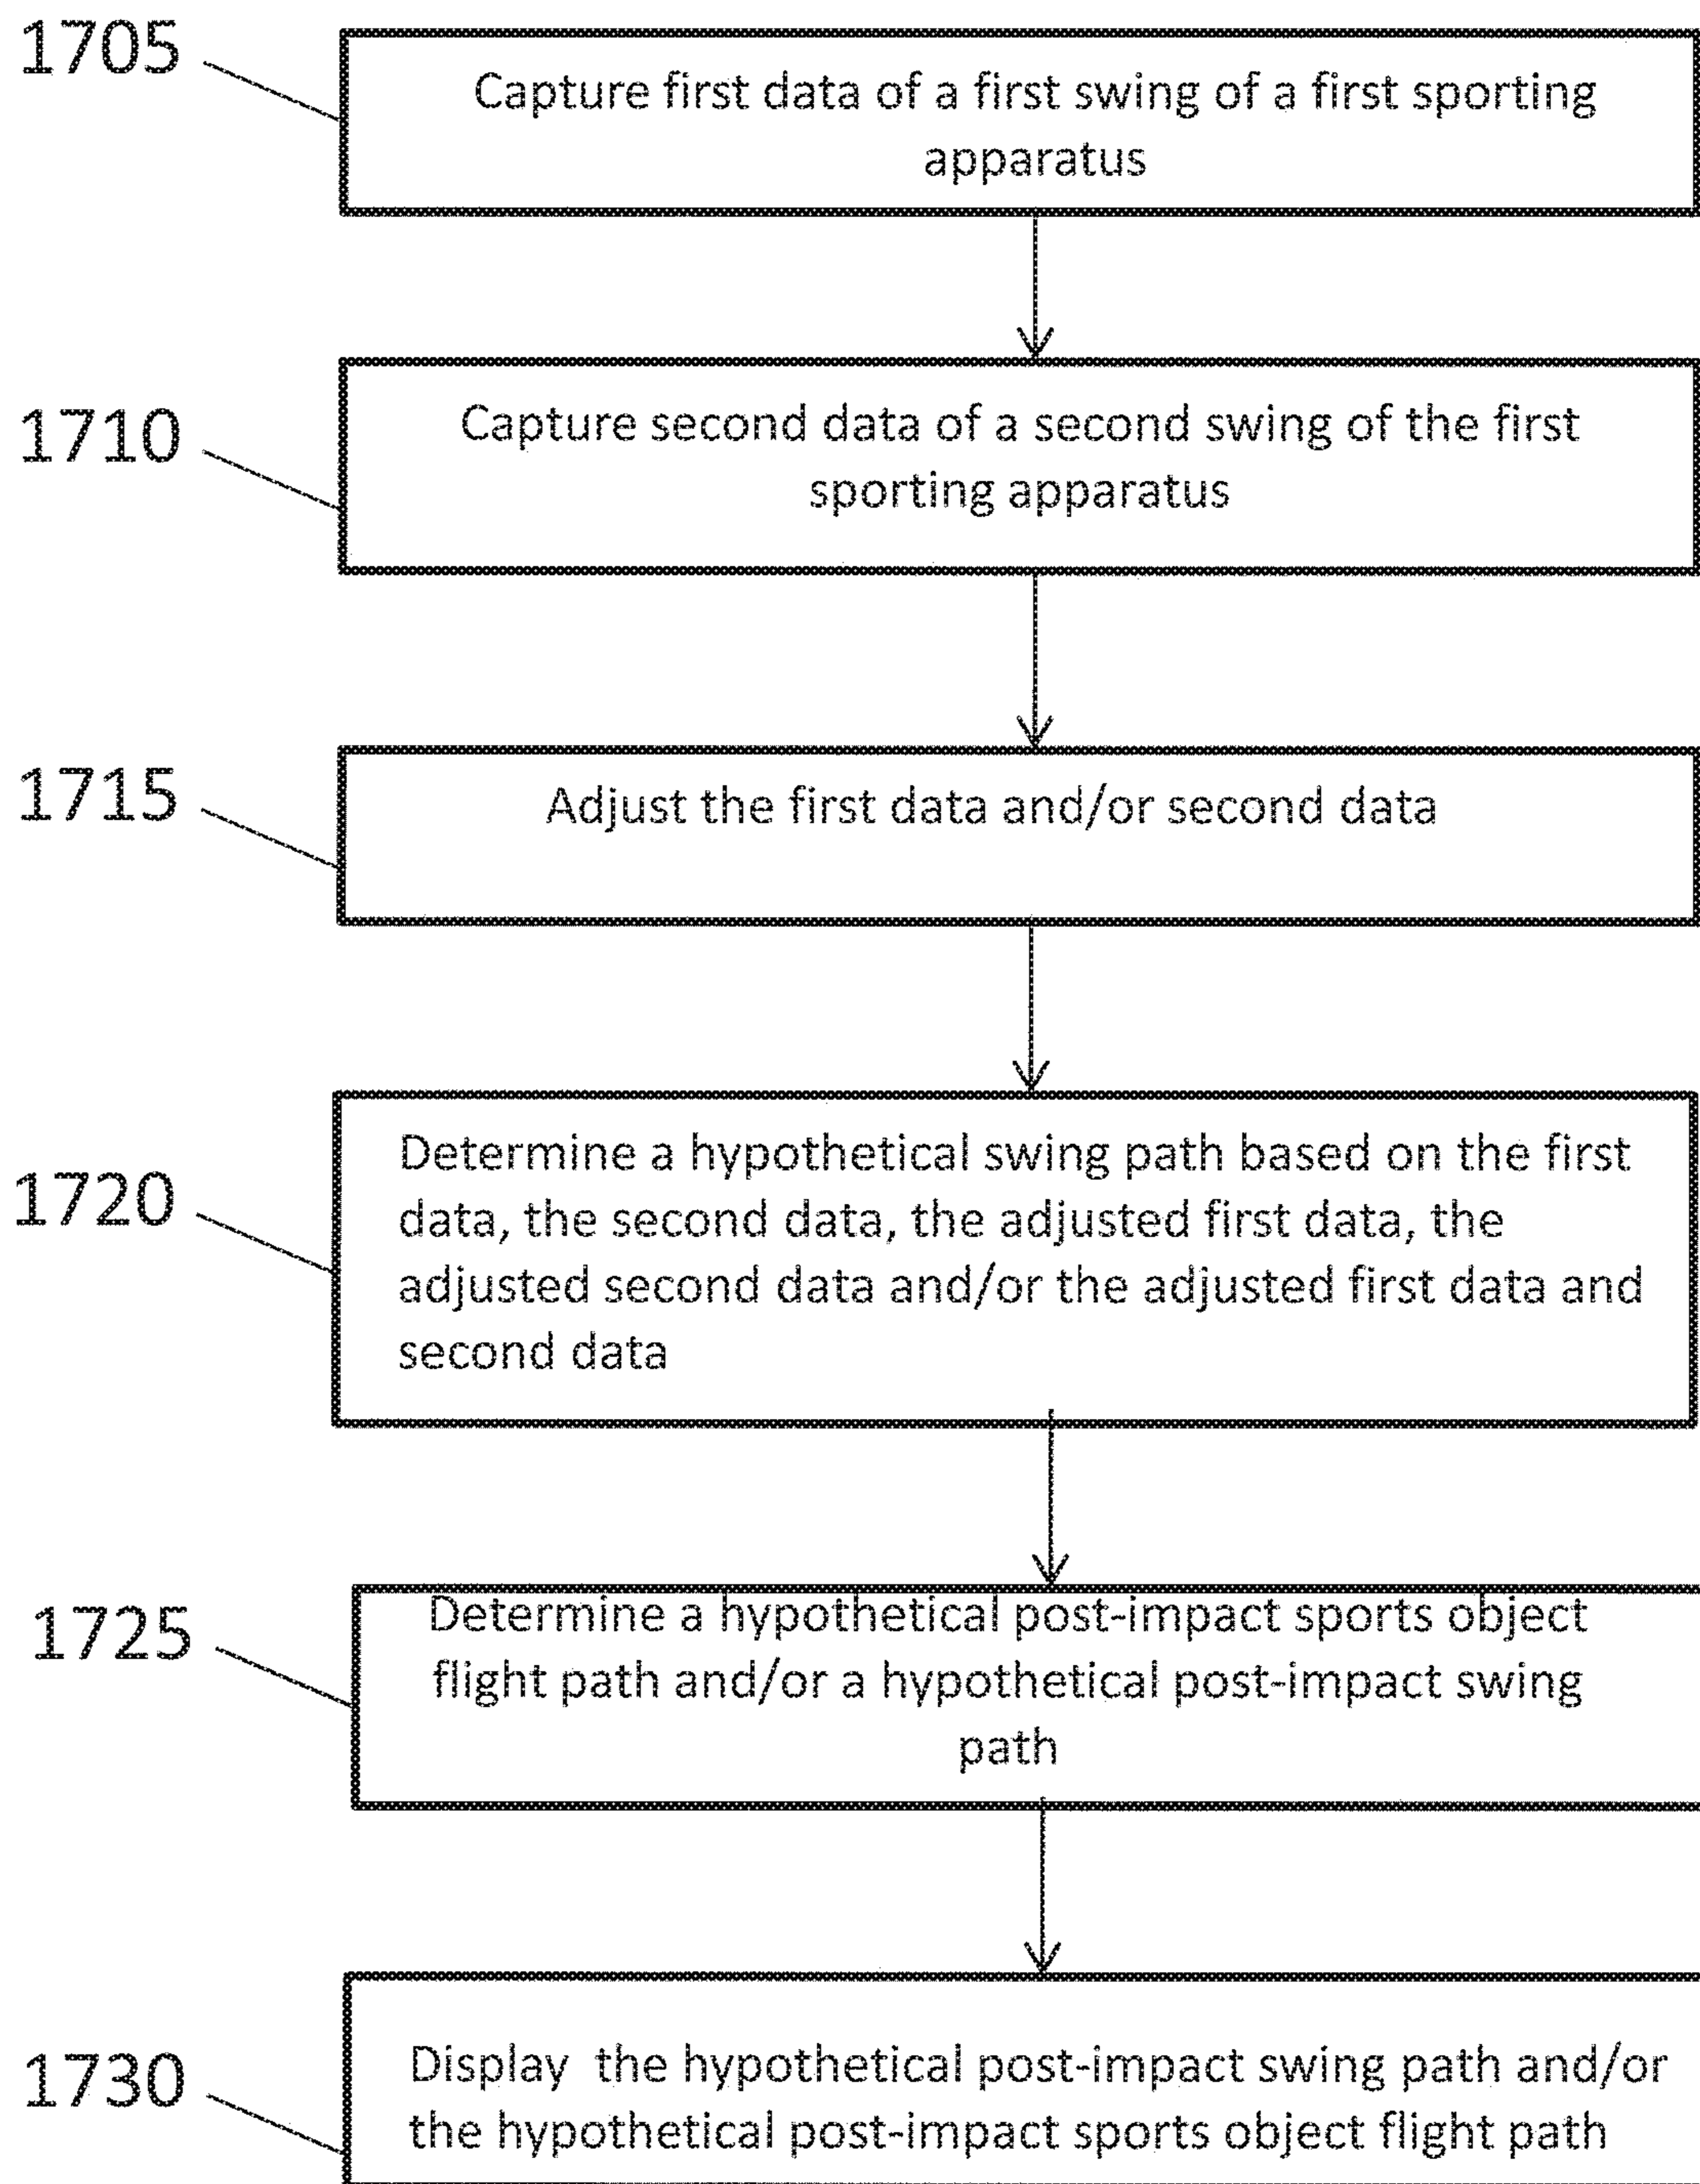 1705
Capture first data of a first swing of a first sporting
apparatus
1710
Capture second data of a second swing of the first
sporting apparatus
1715
Adjust the first data and/or second data
1720
Determine a hypothetical swing path based on the first
data, the second data, the adjusted first data, the
adjusted second data and/or the adjusted first data and
second data
1725
Determine a hypothetical post-impact sports object
flight path and/or a hypothetical post-impact swing
path
1730
Display the hypothetical post-impact swing path and/or
the hypothetical post-impact sports object flight path